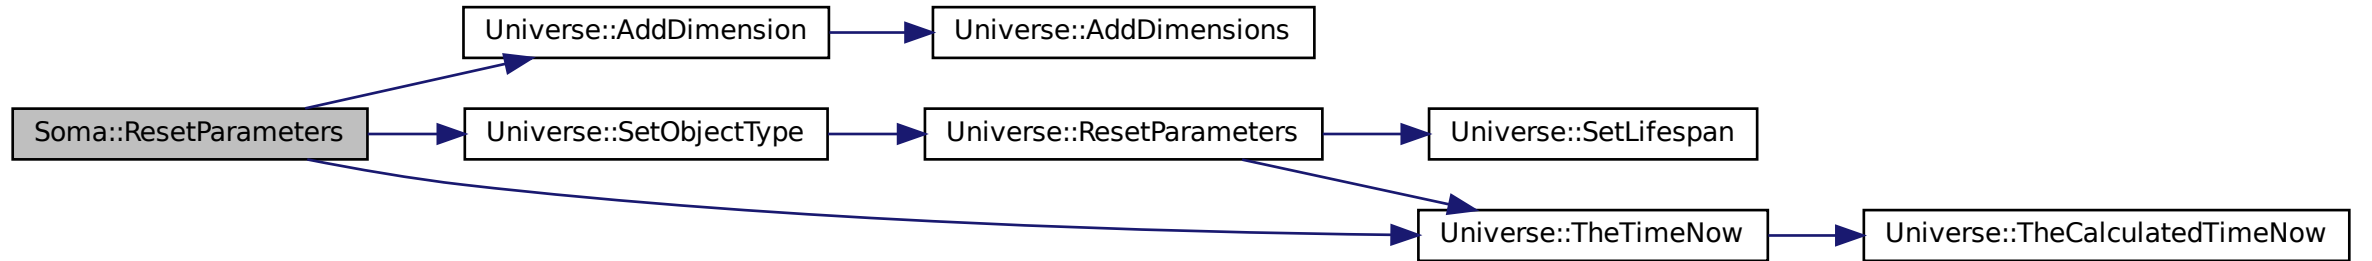 Universe::AddDimension
Universe::AddDimensions
Soma::ResetParameters
Universe::SetObjectType
Universe::ResetParameters
Universe::SetLifespan
Universe::TheTimeNow
Universe::TheCalculatedTimeNow